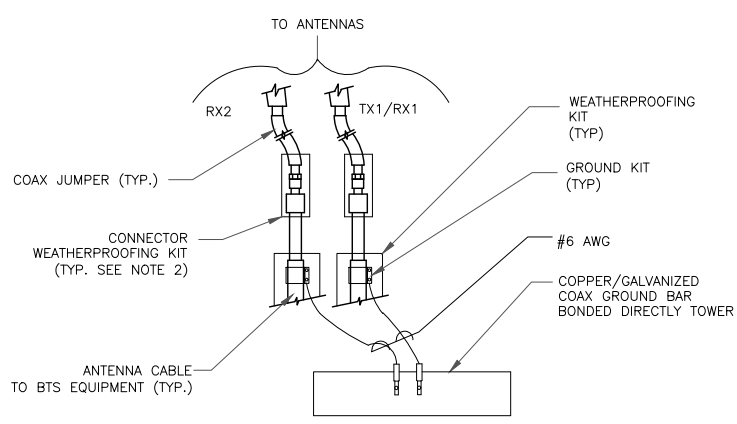 TO ANTENNAS
RX2
TX1/RX1
WEATHERPROOFING
KIT
(TYP)
GROUND KIT
(TYP)
COAX JUMPER (TYP.)
CONNECTOR
WEATHERPROOFING KIT
(TYP. SEE NOTE 2)
#6 AWG
COPPER/GALVANIZED
COAX GROUND BAR
BONDED DIRECTLY TOWER
ANTENNA CABLE
TO BTS EQUIPMENT (TYP.)